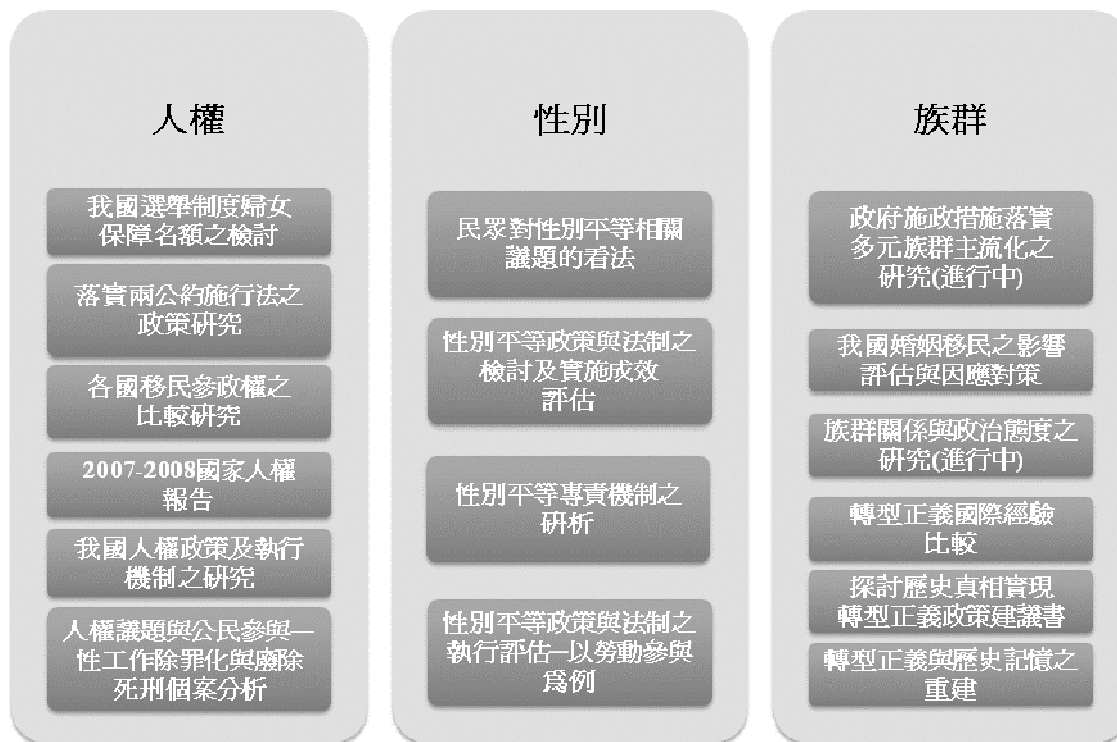 人權
我國選舉制度婦女
保障名額之檢討
落實兩公約施行法之
政策研究
各國移民參政權之
比較研究
2007-2008國家人權
報告
我國人權政策及執行
機制之研究
人權議題與公民參與—
性工作除罪化與廢除
死刑個案分析
性別
民眾對性別平等相關
議題的看法
性別平等政策與法制之
檢討及實施成效
評估
性別平等專責機制之
研析
性別平等政策與法制之
執行評估─以勞動參與
為例
族群
政府施政措施落實
多元族群主流化之
研究(進行中)
我國婚姻移民之影響
評估與因應對策
族群關係與政治態度之
研究(進行中)
轉型正義國際經驗
比較
探討歷史真相實現
轉型正義政策建議書
轉型正義與歷史記憶之
重建